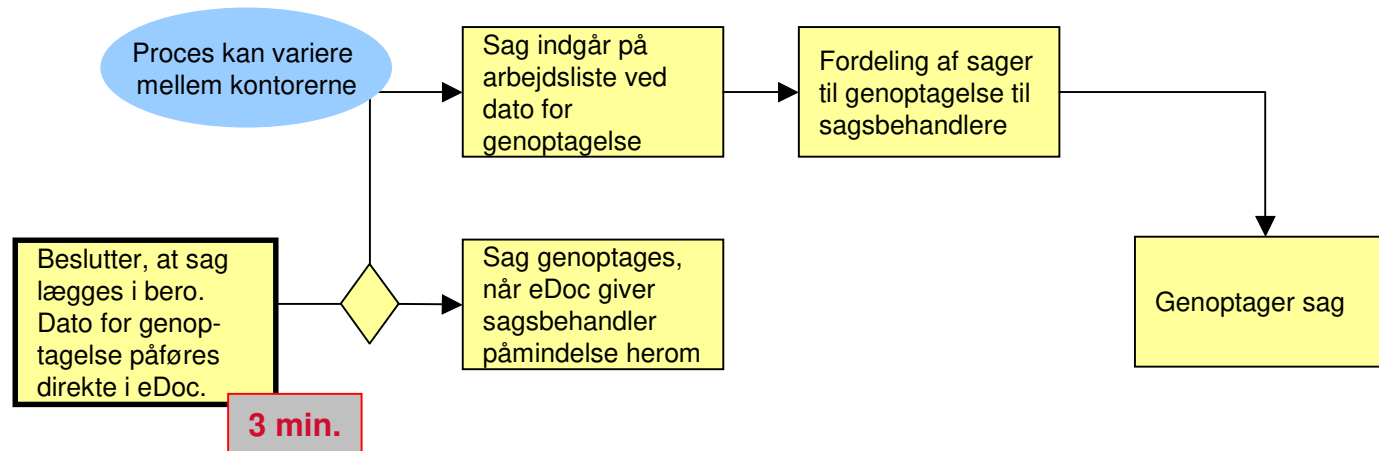 Proces kan variere
mellem kontorerne
Sag indgår på
arbejdsliste ved
dato for
genoptagelse
Fordeling af sager
til genoptagelse til
sagsbehandlere
Beslutter, at sag
lægges i bero.
Dato for genop-
tagelse påføres
direkte i eDoc.
3 min.
Sag genoptages,
når eDoc giver
sagsbehandler
påmindelse herom
Genoptager sag